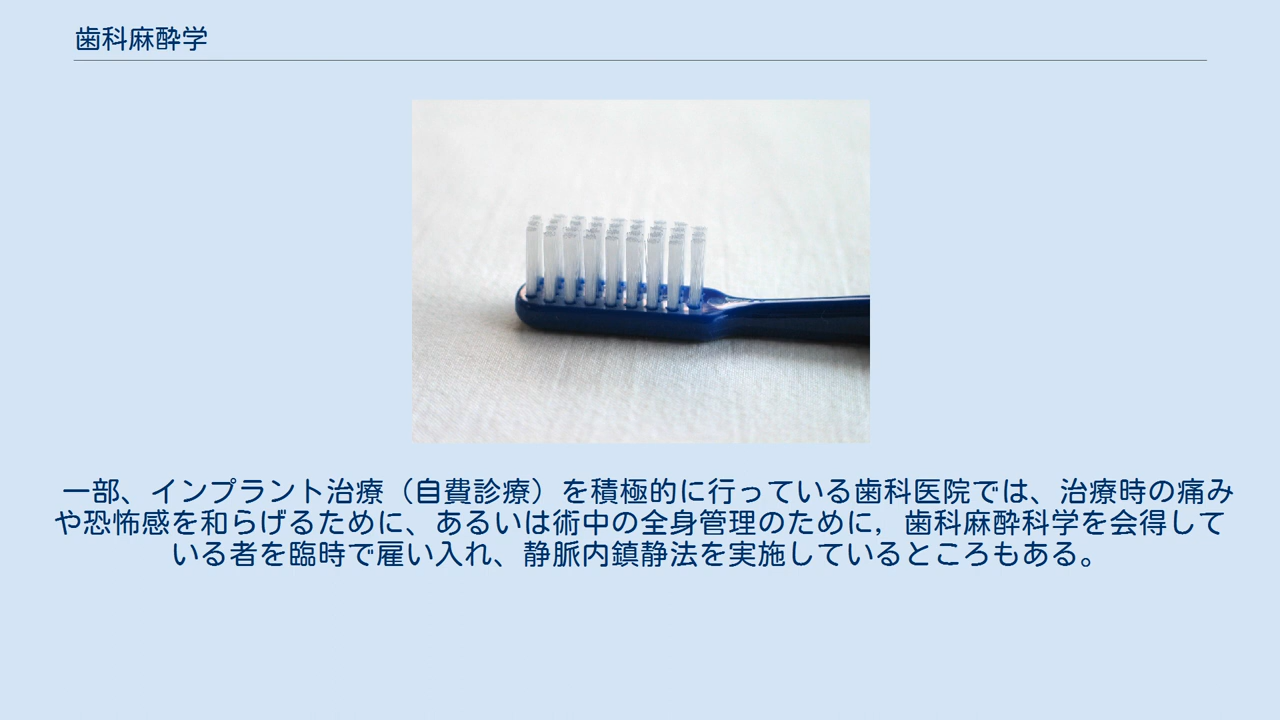 歯科麻酔学
一部、インプラント治療（自費診療）を積極的に行っている歯科医院では、治療時の痛み
や恐怖感を和らげるために、あるいは術中の全身管理のために，歯科麻酔科学を会得して
いる者を臨時で雇い入れ、静脈内鎮静法を実施しているところもある。